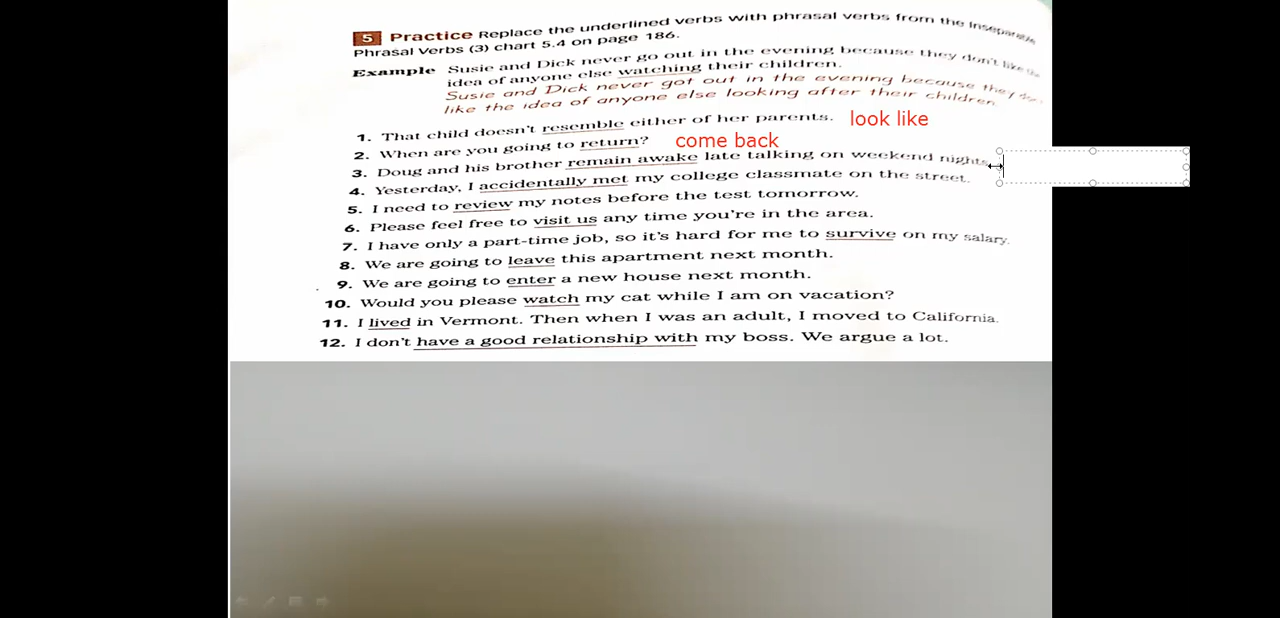 5 Practice Replace the underlined verbs with phrasal verbs from the Inseparable
Phrasal Verbs (3) chart 5.4 on page 186.
Example Susie and Dick never go out in the evening because they don't like the
idea of anyone else watching their children.
Susie and Dick never got out in the evening because they
like the idea of anyone else looking after their children
1. That child doesn't resemble either of her parents. look like
2. When are you going to return? come back
3. Doug and his brother remain awake late talking on weekend nights
4. Yesterday, I accidentally met my college classmate on the street.
5. I need to review my notes before the test tomorrow.
6. Please feel free to visit us any time you're in the area.
7. I have only a part-time job, so it's hard for me to survive on my salary.
8. We are going to leave this apartment next month.
9. We are going to enter a new house next month.
10. Would you please watch my cat while I am on vacation?
11. I lived in Vermont. Then when I was an adult, I moved to California.
12. I don't have a good relationship with my boss. We argue a lot.